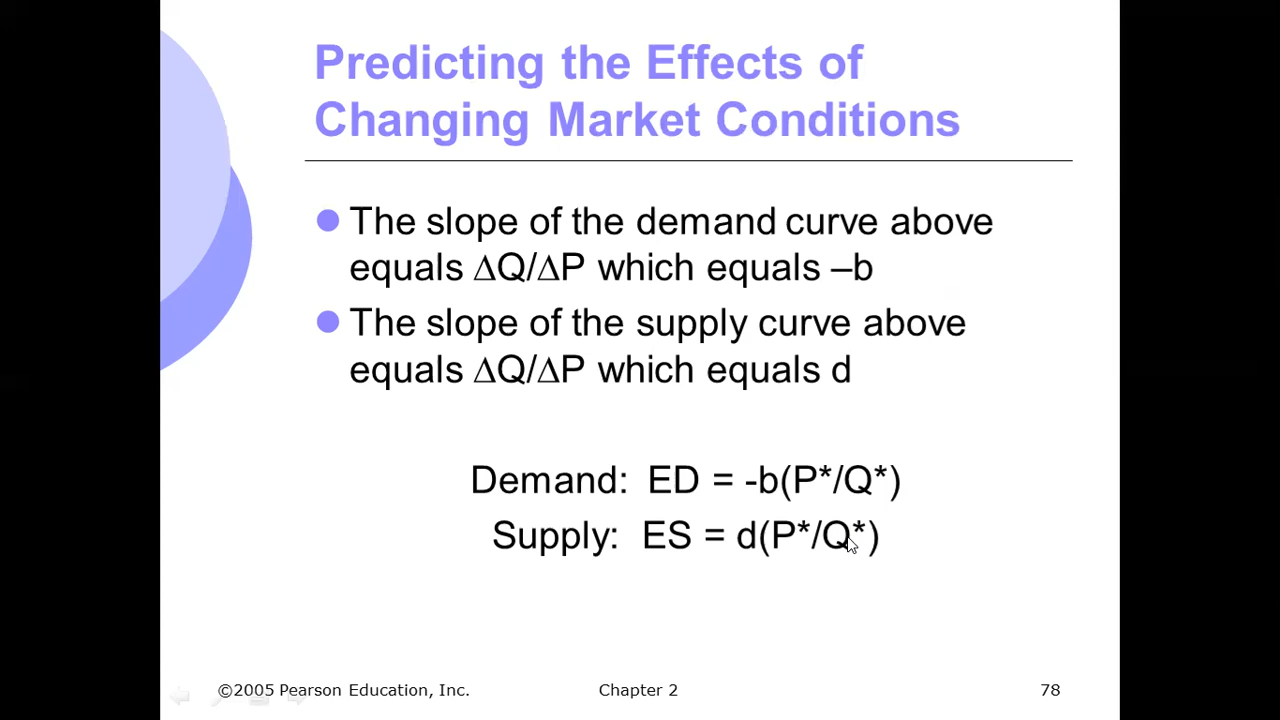 Predicting the Effects of
Changing Market Conditions
The slope of the demand curve above
equals ΔQ/ΔP which equals –b
The slope of the supply curve above
equals ΔQ/ΔP which equals d
Demand: ED = -b(P*/Q*)
Supply: ES = d(P*/Q*)
©2005 Pearson Education, Inc.
Chapter 2
78